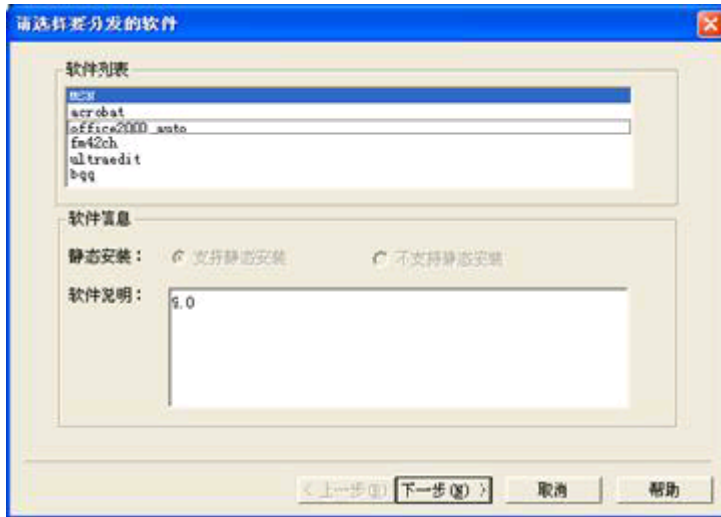 请选择要分发的软件
软件列表
msn
acrobat
office2000_auto
fm42ch
ultraedit
bqq
软件信息
静态安装： 支持静态安装 不支持静态安装
软件说明：
9.0
< 上一步(B) 下一步(N) > 取消 帮助